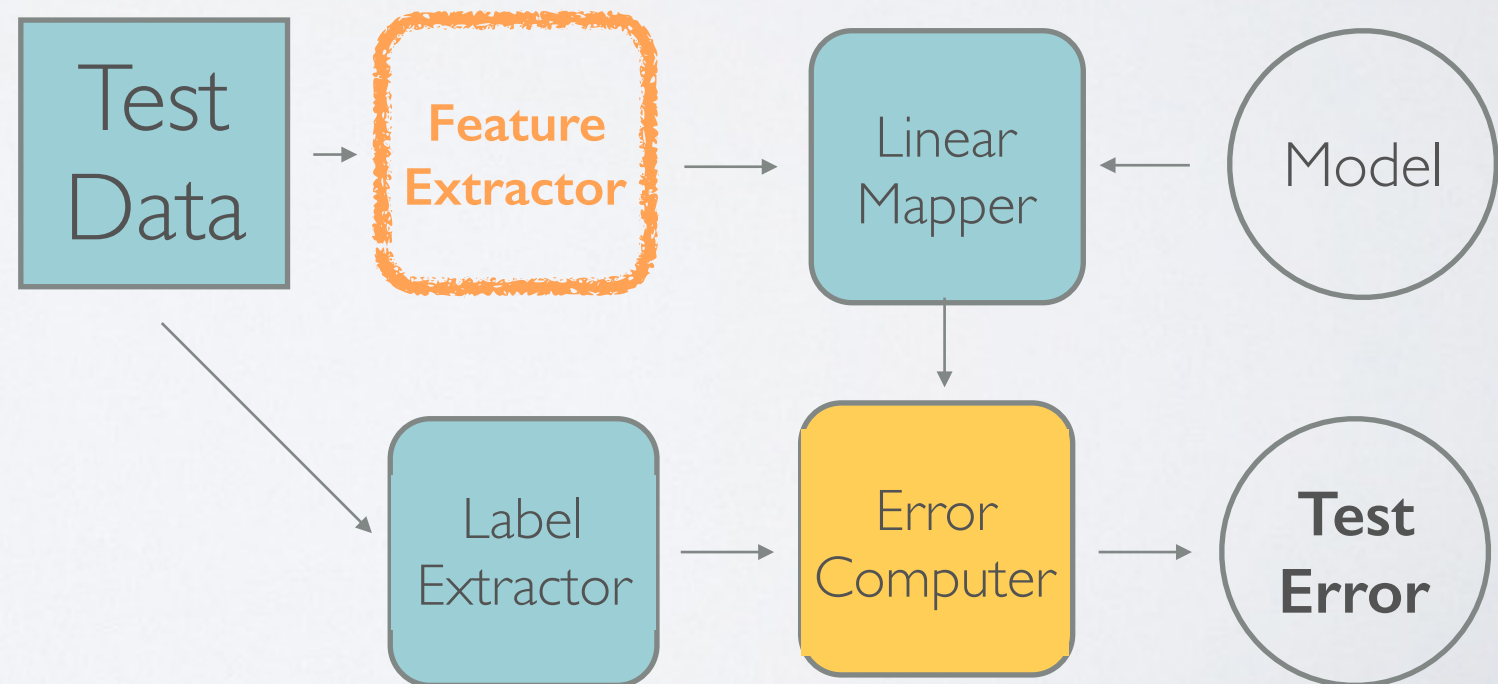 Test
Data
Feature
Extractor
Linear
Mapper
Model
Label
Extractor
Error
Computer
Test
Error